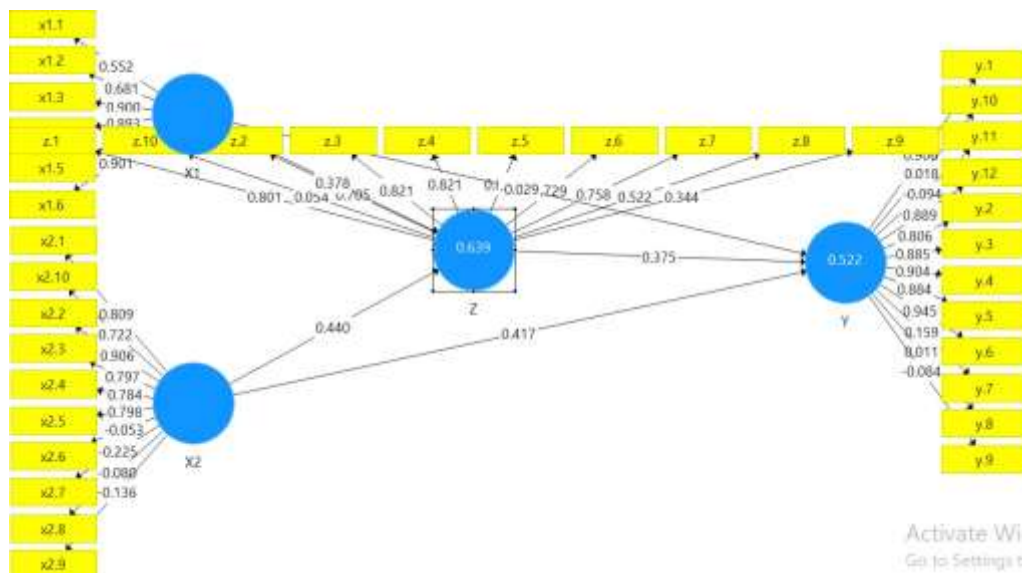 x1.1
x1.2
x1.3
x1.5
x1.6
0.552
0.681
0.900
0.893
0.901
X1
z.1
z.10
z.2
z.3
z.4
z.5
z.6
z.7
z.8
z.9
0.801
0.054
0.378
0.821
0.821
-0.029
0.758
0.522
0.344
0.639
Z
0.375
0.440
0.417
x2.1
x2.10
x2.2
x2.3
x2.4
x2.5
x2.6
x2.7
x2.8
x2.9
0.809
0.722
0.906
0.797
0.784
0.798
-0.053
-0.225
-0.080
-0.136
X2
0.522
y
0.018
-0.094
0.889
0.806
0.885
0.904
0.884
0.945
0.159
0.011
-0.084
y.1
y.10
y.11
y.12
y.2
y.3
y.4
y.5
y.6
y.7
y.8
y.9
Activate Wi
Go to Settings t